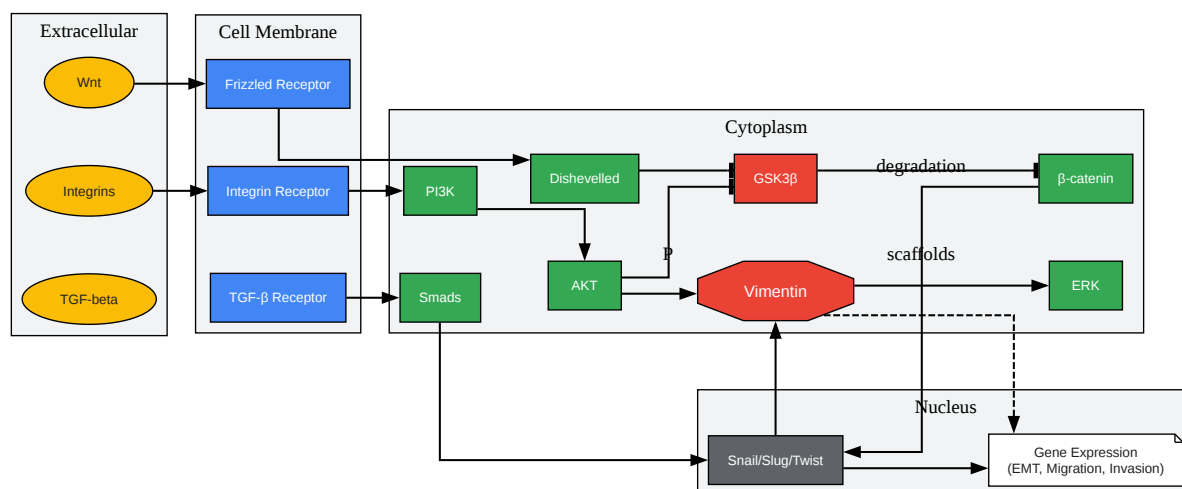 Extracellular
Cell Membrane
Wnt
Frizzled Receptor
Cytoplasm
Integrins
Integrin Receptor
PI3K
Dishevelled
GSK3β
degradation
β-catenin
P
scaffolds
TGF-beta
TGF-β Receptor
Smads
AKT
Vimentin
ERK
Nucleus
Snail/Slug/Twist
Gene Expression
(EMT, Migration, Invasion)